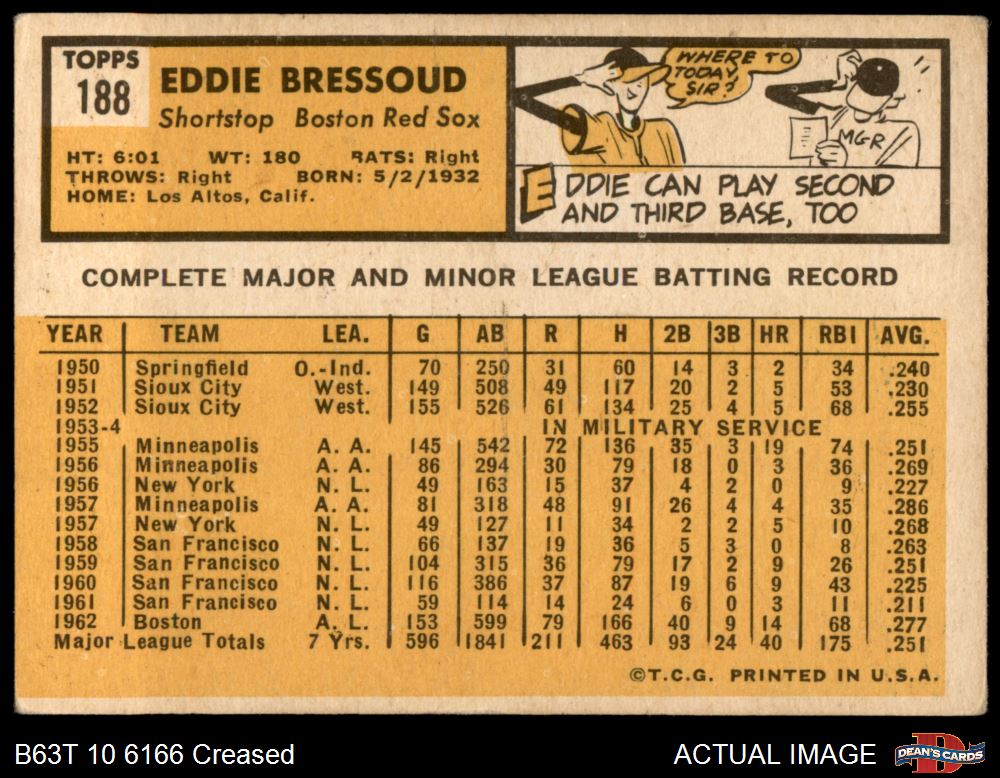 TOPPS
188
EDDIE BRESSOUD
Shortstop Boston Red Sox
HT: 6:01 WT: 180 BATS: Right
THROWS: Right BORN: 5/2/1932
HOME: Los Altos, Calif.
WHERE TO
TODAY,
SIR?
MGR
EDDIE CAN PLAY SECOND
AND THIRD BASE, TOO
COMPLETE MAJOR AND MINOR LEAGUE BATTING RECORD
YEAR TEAM LEA. G AB R H 2B 3B HR RBI AVG.
1950 Springfield O.-Ind. 70 250 31 60 14 3 2 34 .240
1951 Sioux City West. 149 508 49 117 20 2 5 53 .230
1952 Sioux City West. 155 526 61 134 25 4 5 68 .255
1953-4 IN MILITARY SERVICE
1955 Minneapolis A. A. 145 542 72 136 35 3 19 74 .251
1956 Minneapolis A. A. 86 294 30 79 18 0 3 36 .269
1956 New York N. L. 49 163 15 37 4 2 0 9 .227
1957 Minneapolis A. A. 81 318 48 91 26 4 4 35 .286
1957 New York N. L. 49 127 11 34 2 2 5 10 .268
1958 San Francisco N. L. 66 137 19 36 5 3 0 8 .263
1959 San Francisco N. L. 104 315 36 79 17 2 9 26 .251
1960 San Francisco N. L. 116 386 37 87 19 6 9 43 .225
1961 San Francisco N. L. 59 114 14 24 6 0 3 11 .211
1962 Boston A. L. 153 599 79 166 40 9 14 68 .277
Major League Totals 7 Yrs. 596 1841 211 463 93 24 40 175 .251
©T.C.G. PRINTED IN U.S.A.
B63T 10 6166 Creased
ACTUAL IMAGE
DEAN'S CARDS